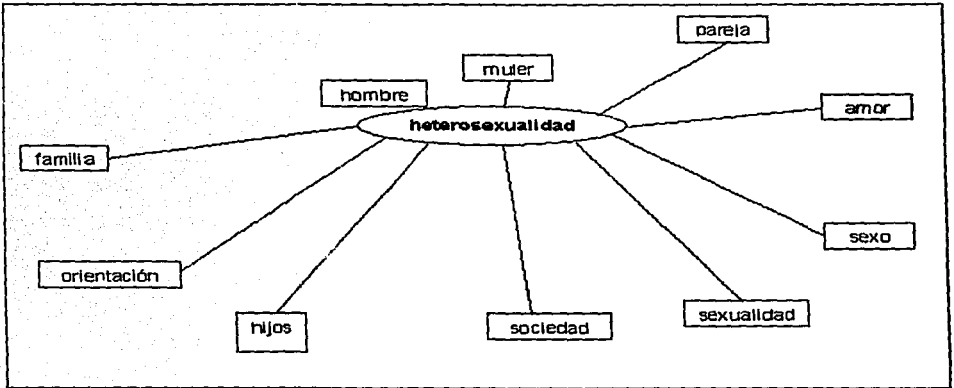 pareja
mujer
hombre
amor
heterosexualidad
familia
sexo
orientación
hijos
sociedad
sexualidad